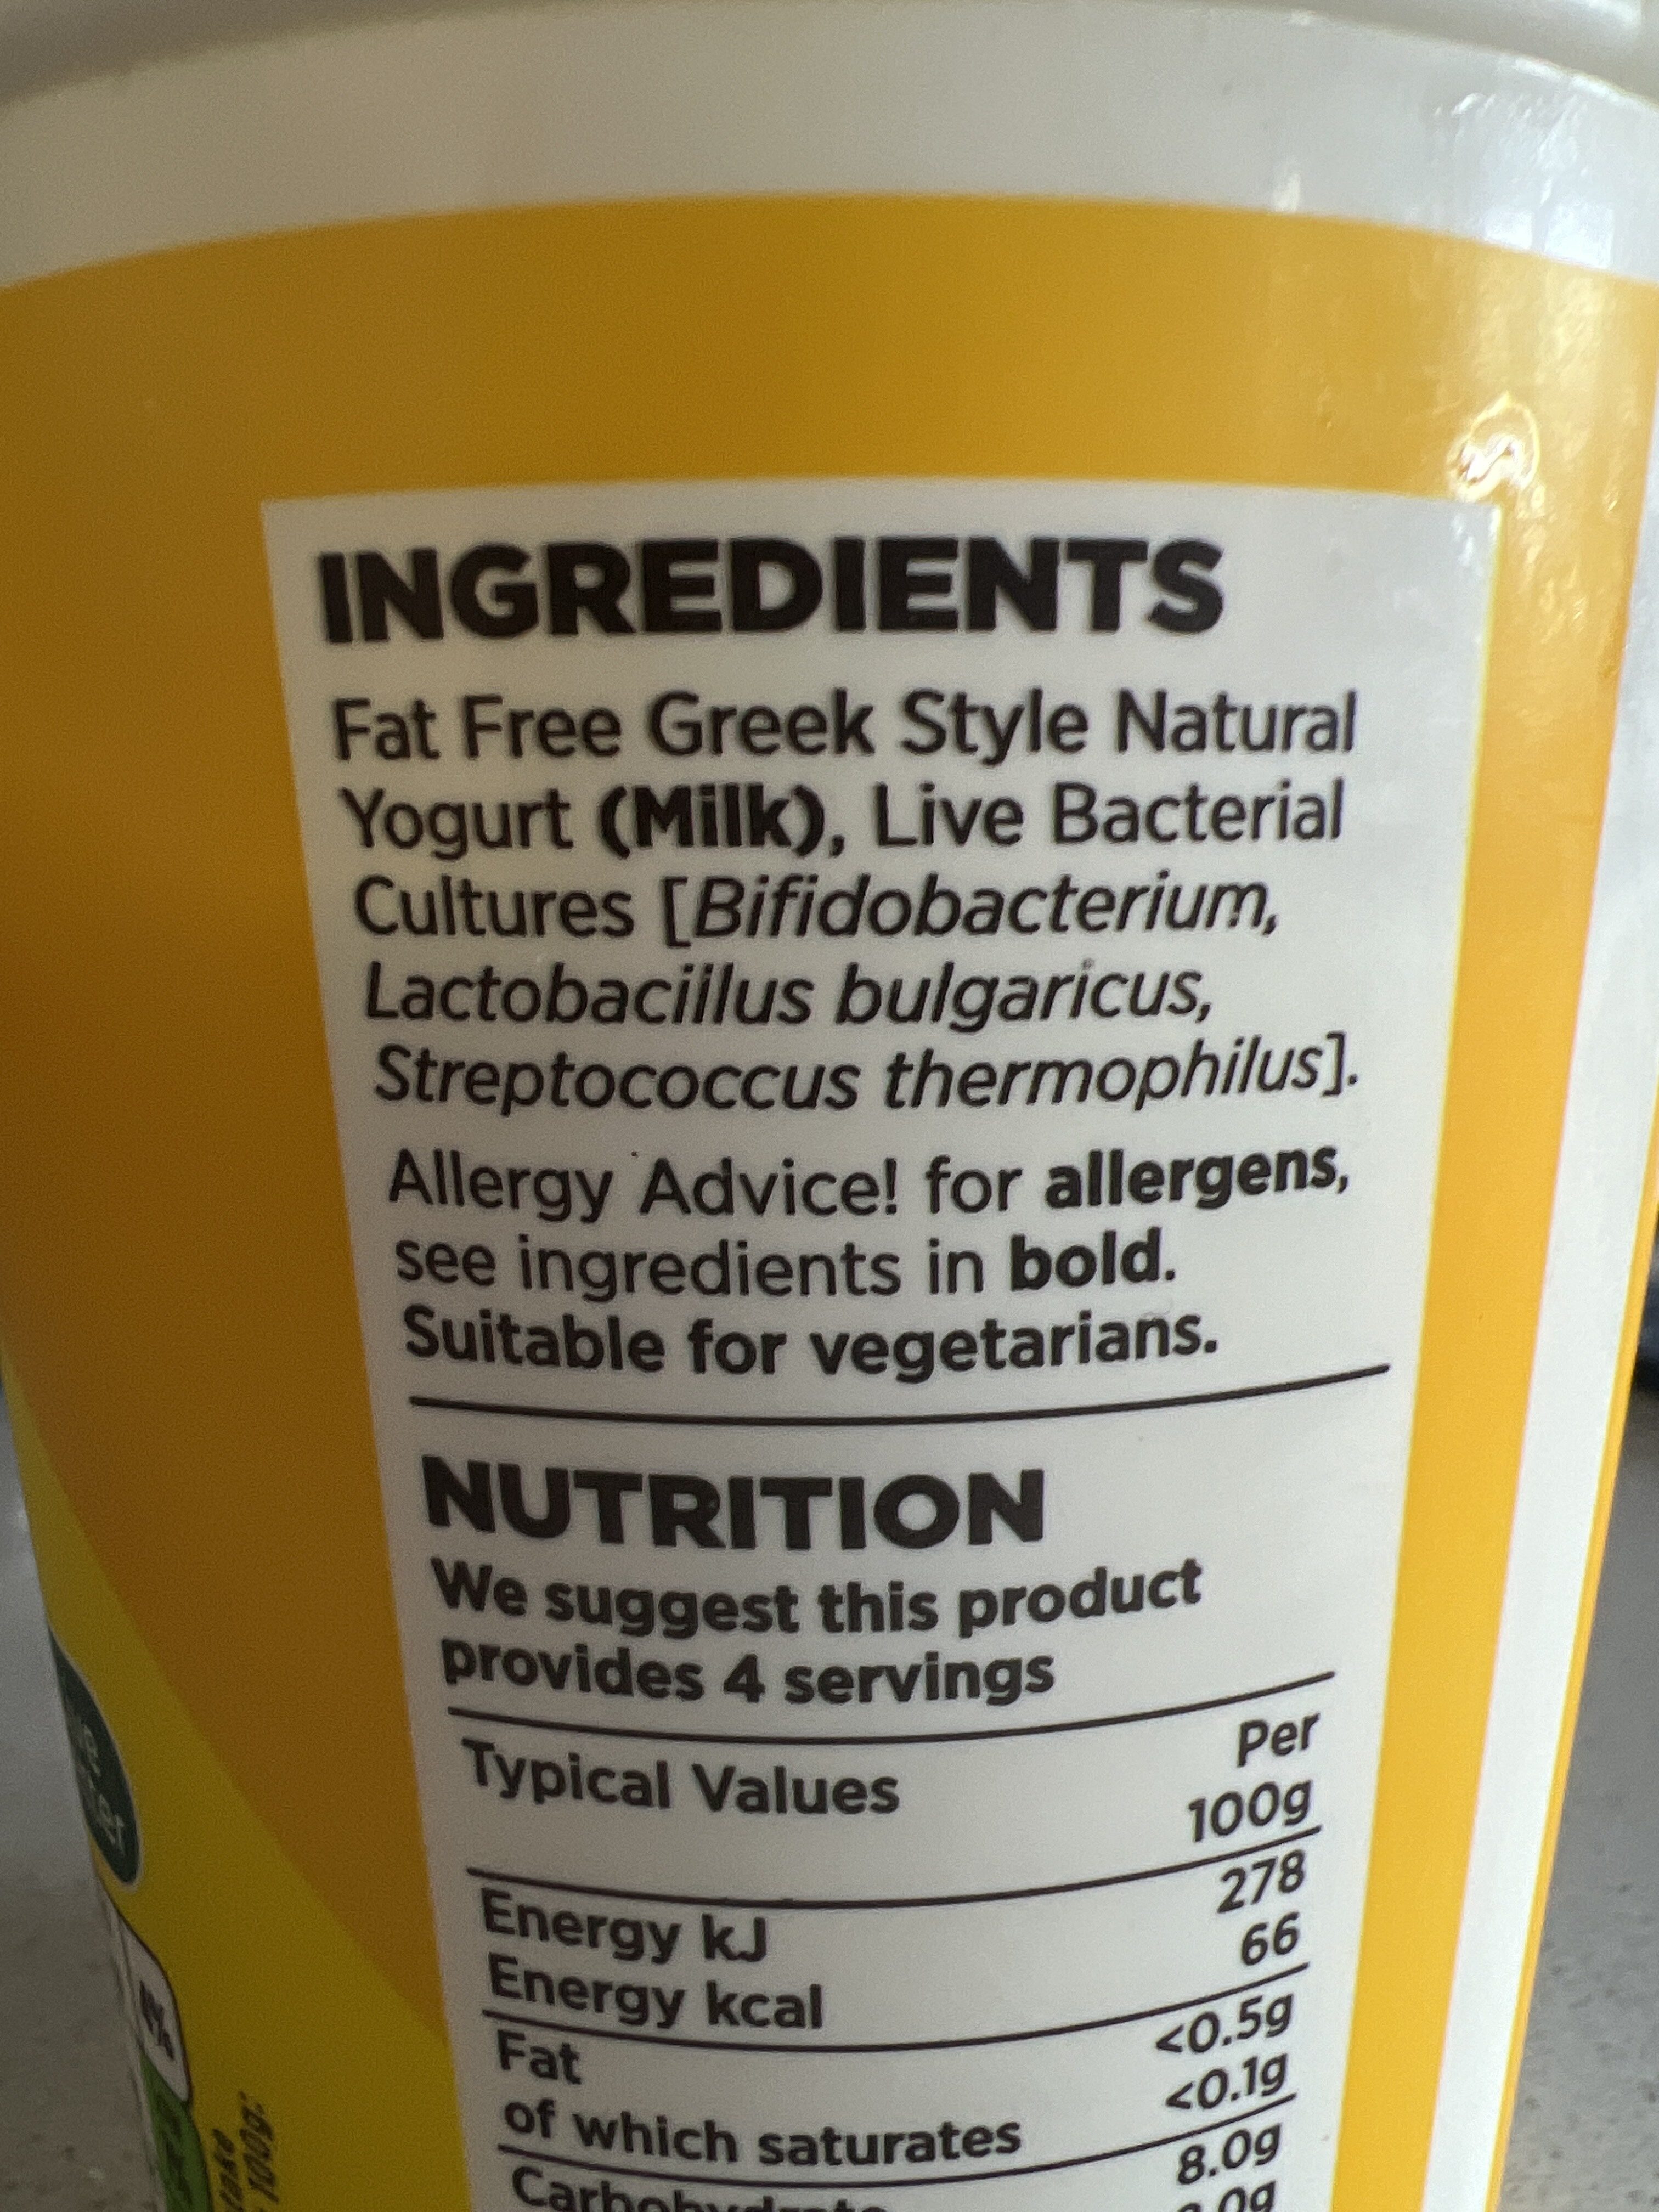 INGREDIENTS
Fat Free Greek Style Natural
Yogurt (Milk), Live Bacterial
Cultures [Bifidobacterium,
Lactobacillus bulgaricus,
Streptococcus thermophilus].
Allergy Advice! for allergens,
see ingredients in bold.
Suitable for vegetarians.
NUTRITION
We suggest this product
provides 4 servings
Typical Values Per 100g
Energy kJ 278
Energy kcal 66
Fat <0.5g
of which saturates <0.1g
Carbohydrate 8.0g
100g: